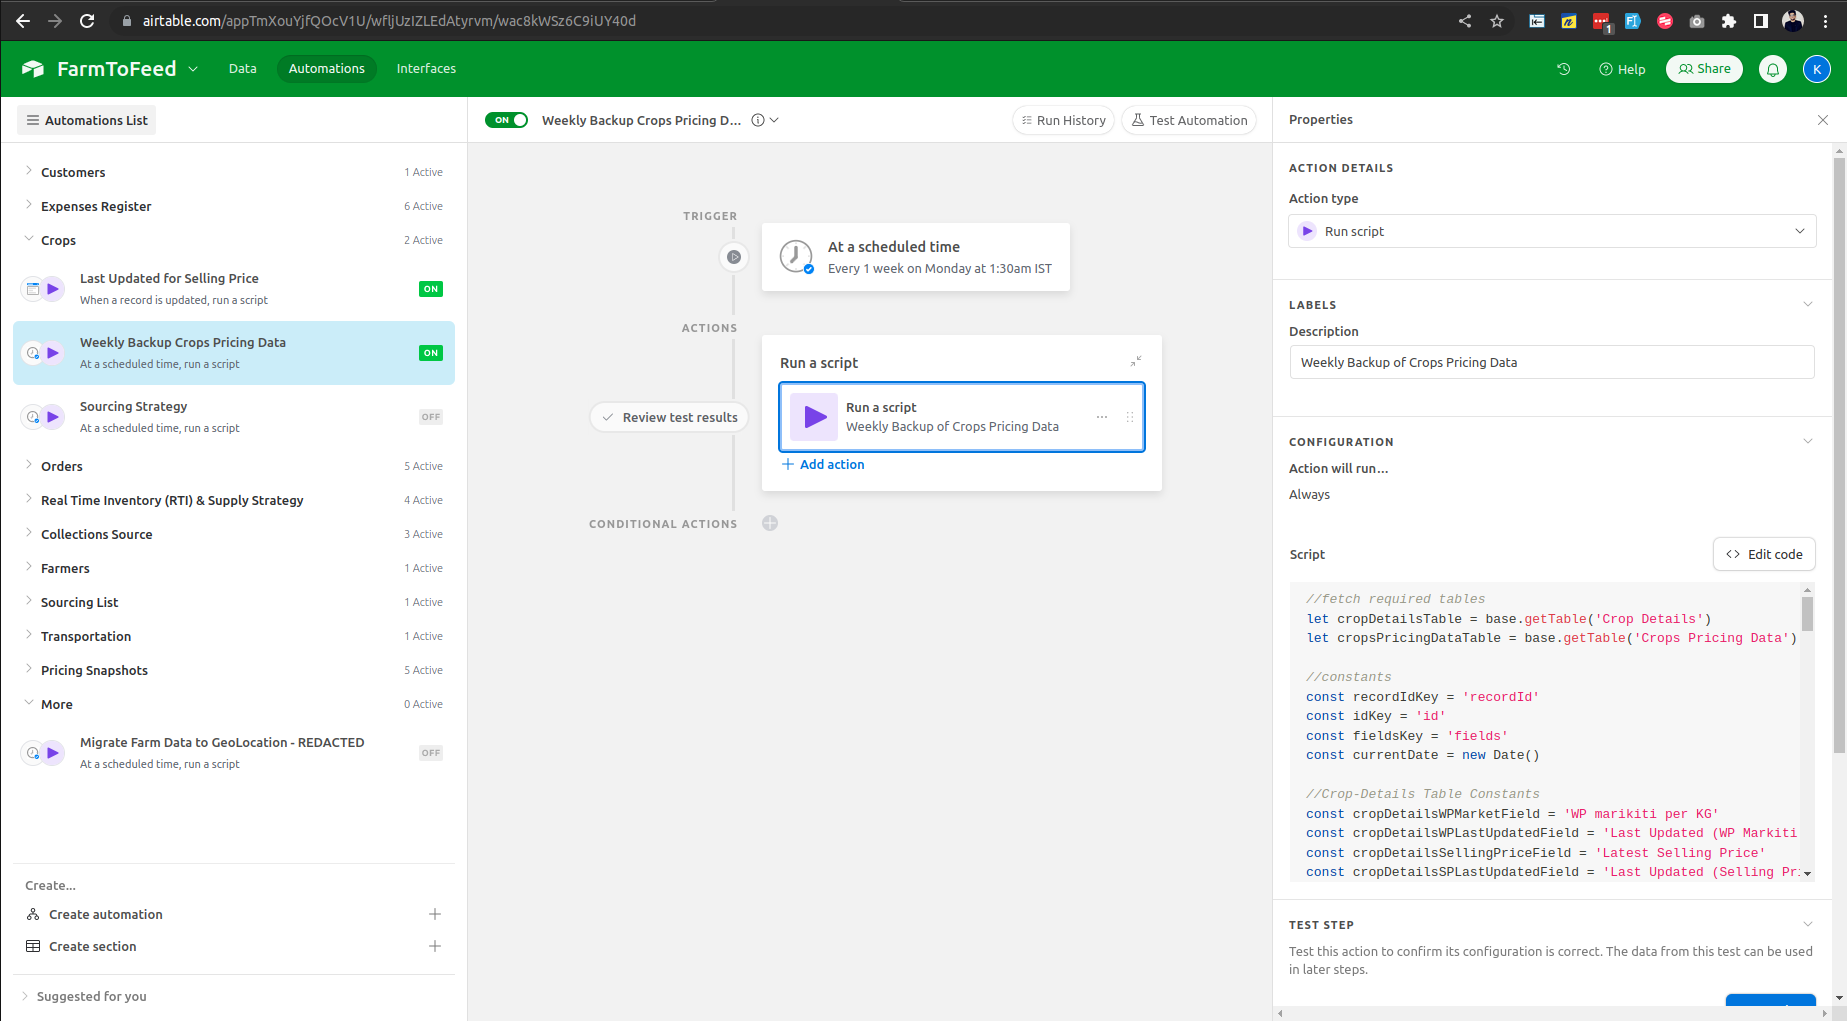 airtable.com/appTmXouYjfQOcV1U/wfljUzIZLEdAtyrvm/wac8kWSz6C9iUY40d
1
FarmToFeed
Data
Automations
Interfaces
Help
Share
K
Automations List
Customers
1 Active
Expenses Register
6 Active
Crops
2 Active
Last Updated for Selling Price
When a record is updated, run a script
ON
Weekly Backup Crops Pricing Data
At a scheduled time, run a script
ON
Sourcing Strategy
At a scheduled time, run a script
OFF
Orders
5 Active
Real Time Inventory (RTI) & Supply Strategy
4 Active
Collections Source
3 Active
Farmers
1 Active
Sourcing List
1 Active
Transportation
1 Active
Pricing Snapshots
5 Active
More
0 Active
Migrate Farm Data to GeoLocation - REDACTED
At a scheduled time, run a script
OFF
Create...
Create automation
Create section
Suggested for you
ON
Weekly Backup Crops Pricing D...
Run History
Test Automation
TRIGGER
At a scheduled time
Every 1 week on Monday at 1:30am IST
ACTIONS
Run a script
Review test results
Run a script
Weekly Backup of Crops Pricing Data
Add action
CONDITIONAL ACTIONS
Properties
ACTION DETAILS
Action type
Run script
LABELS
Description
Weekly Backup of Crops Pricing Data
CONFIGURATION
Action will run...
Always
Script
<> Edit code
//fetch required tables
let cropDetailsTable = base.getTable('Crop Details')
let cropsPricingDataTable = base.getTable('Crops Pricing Data')
//constants
const recordIdKey = 'recordId'
const idKey = 'id'
const fieldsKey = 'fields'
const currentDate = new Date()
//Crop-Details Table Constants
const cropDetailsWPMarketField = 'WP marikiti per KG'
const cropDetailsWPLastUpdatedField = 'Last Updated (WP Markiti
const cropDetailsSellingPriceField = 'Latest Selling Price'
const cropDetailsSPLastUpdatedField = 'Last Updated (Selling Pri
TEST STEP
Test this action to confirm its configuration is correct. The data from this test can be used
in later steps.